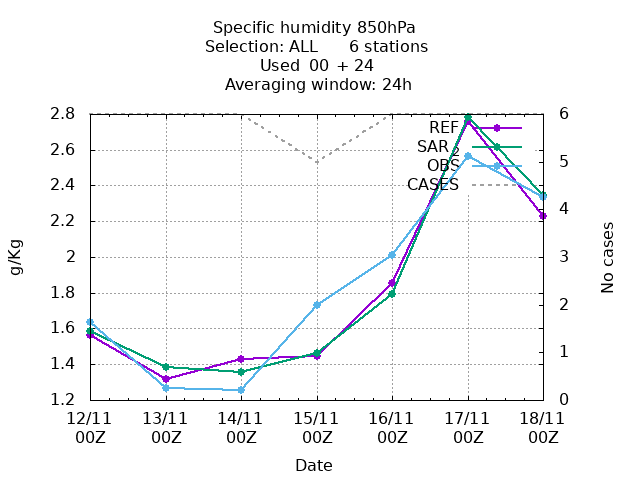 Specific humidity 850hPa
Selection: ALL 6 stations
Used 00 + 24
Averaging window: 24h
2.8
2.6
2.4
2.2
2
1.8
1.6
1.4
1.2
g/Kg
6
5
4
3
2
1
0
No cases
REF
SAR2
OBS
CASES
12/11 13/11 14/11 15/11 16/11 17/11 18/11
00Z 00Z 00Z 00Z 00Z 00Z 00Z
Date